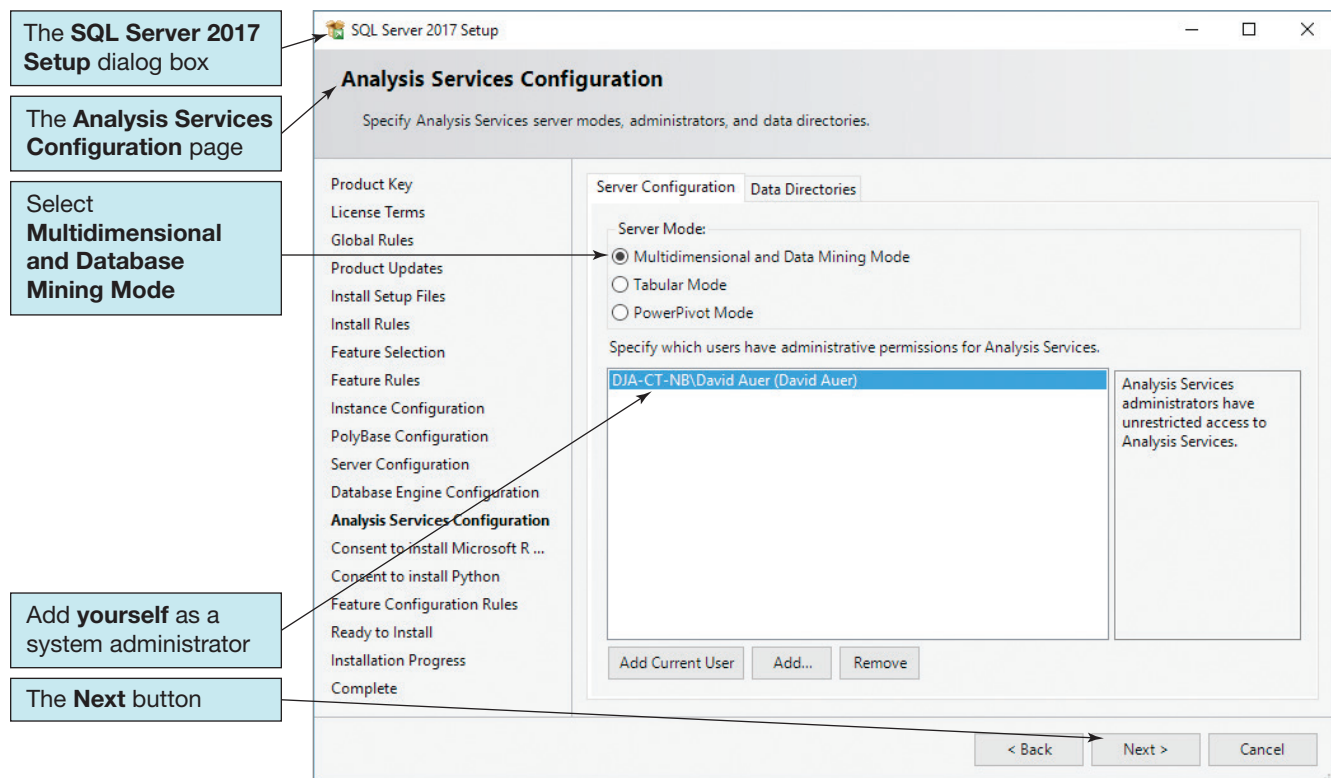 The SQL Server 2017
Setup dialog box
The Analysis Services
Configuration page
Select
Multidimensional
and Database
Mining Mode
Add yourself as a
system administrator
The Next button
SQL Server 2017 Setup
Analysis Services Configuration
Specify Analysis Services server modes, administrators, and data directories.
Product Key
License Terms
Global Rules
Product Updates
Install Setup Files
Install Rules
Feature Selection
Feature Rules
Instance Configuration
PolyBase Configuration
Server Configuration
Database Engine Configuration
Analysis Services Configuration
Consent to install Microsoft R ...
Consent to install Python
Feature Configuration Rules
Ready to Install
Installation Progress
Complete
Server Configuration
Data Directories
Server Mode:
Multidimensional and Data Mining Mode
Tabular Mode
PowerPivot Mode
Specify which users have administrative permissions for Analysis Services.
DJA-CT-NB\David Auer (David Auer)
Analysis Services
administrators have
unrestricted access to
Analysis Services.
Add Current User
Add...
Remove
< Back
Next >
Cancel